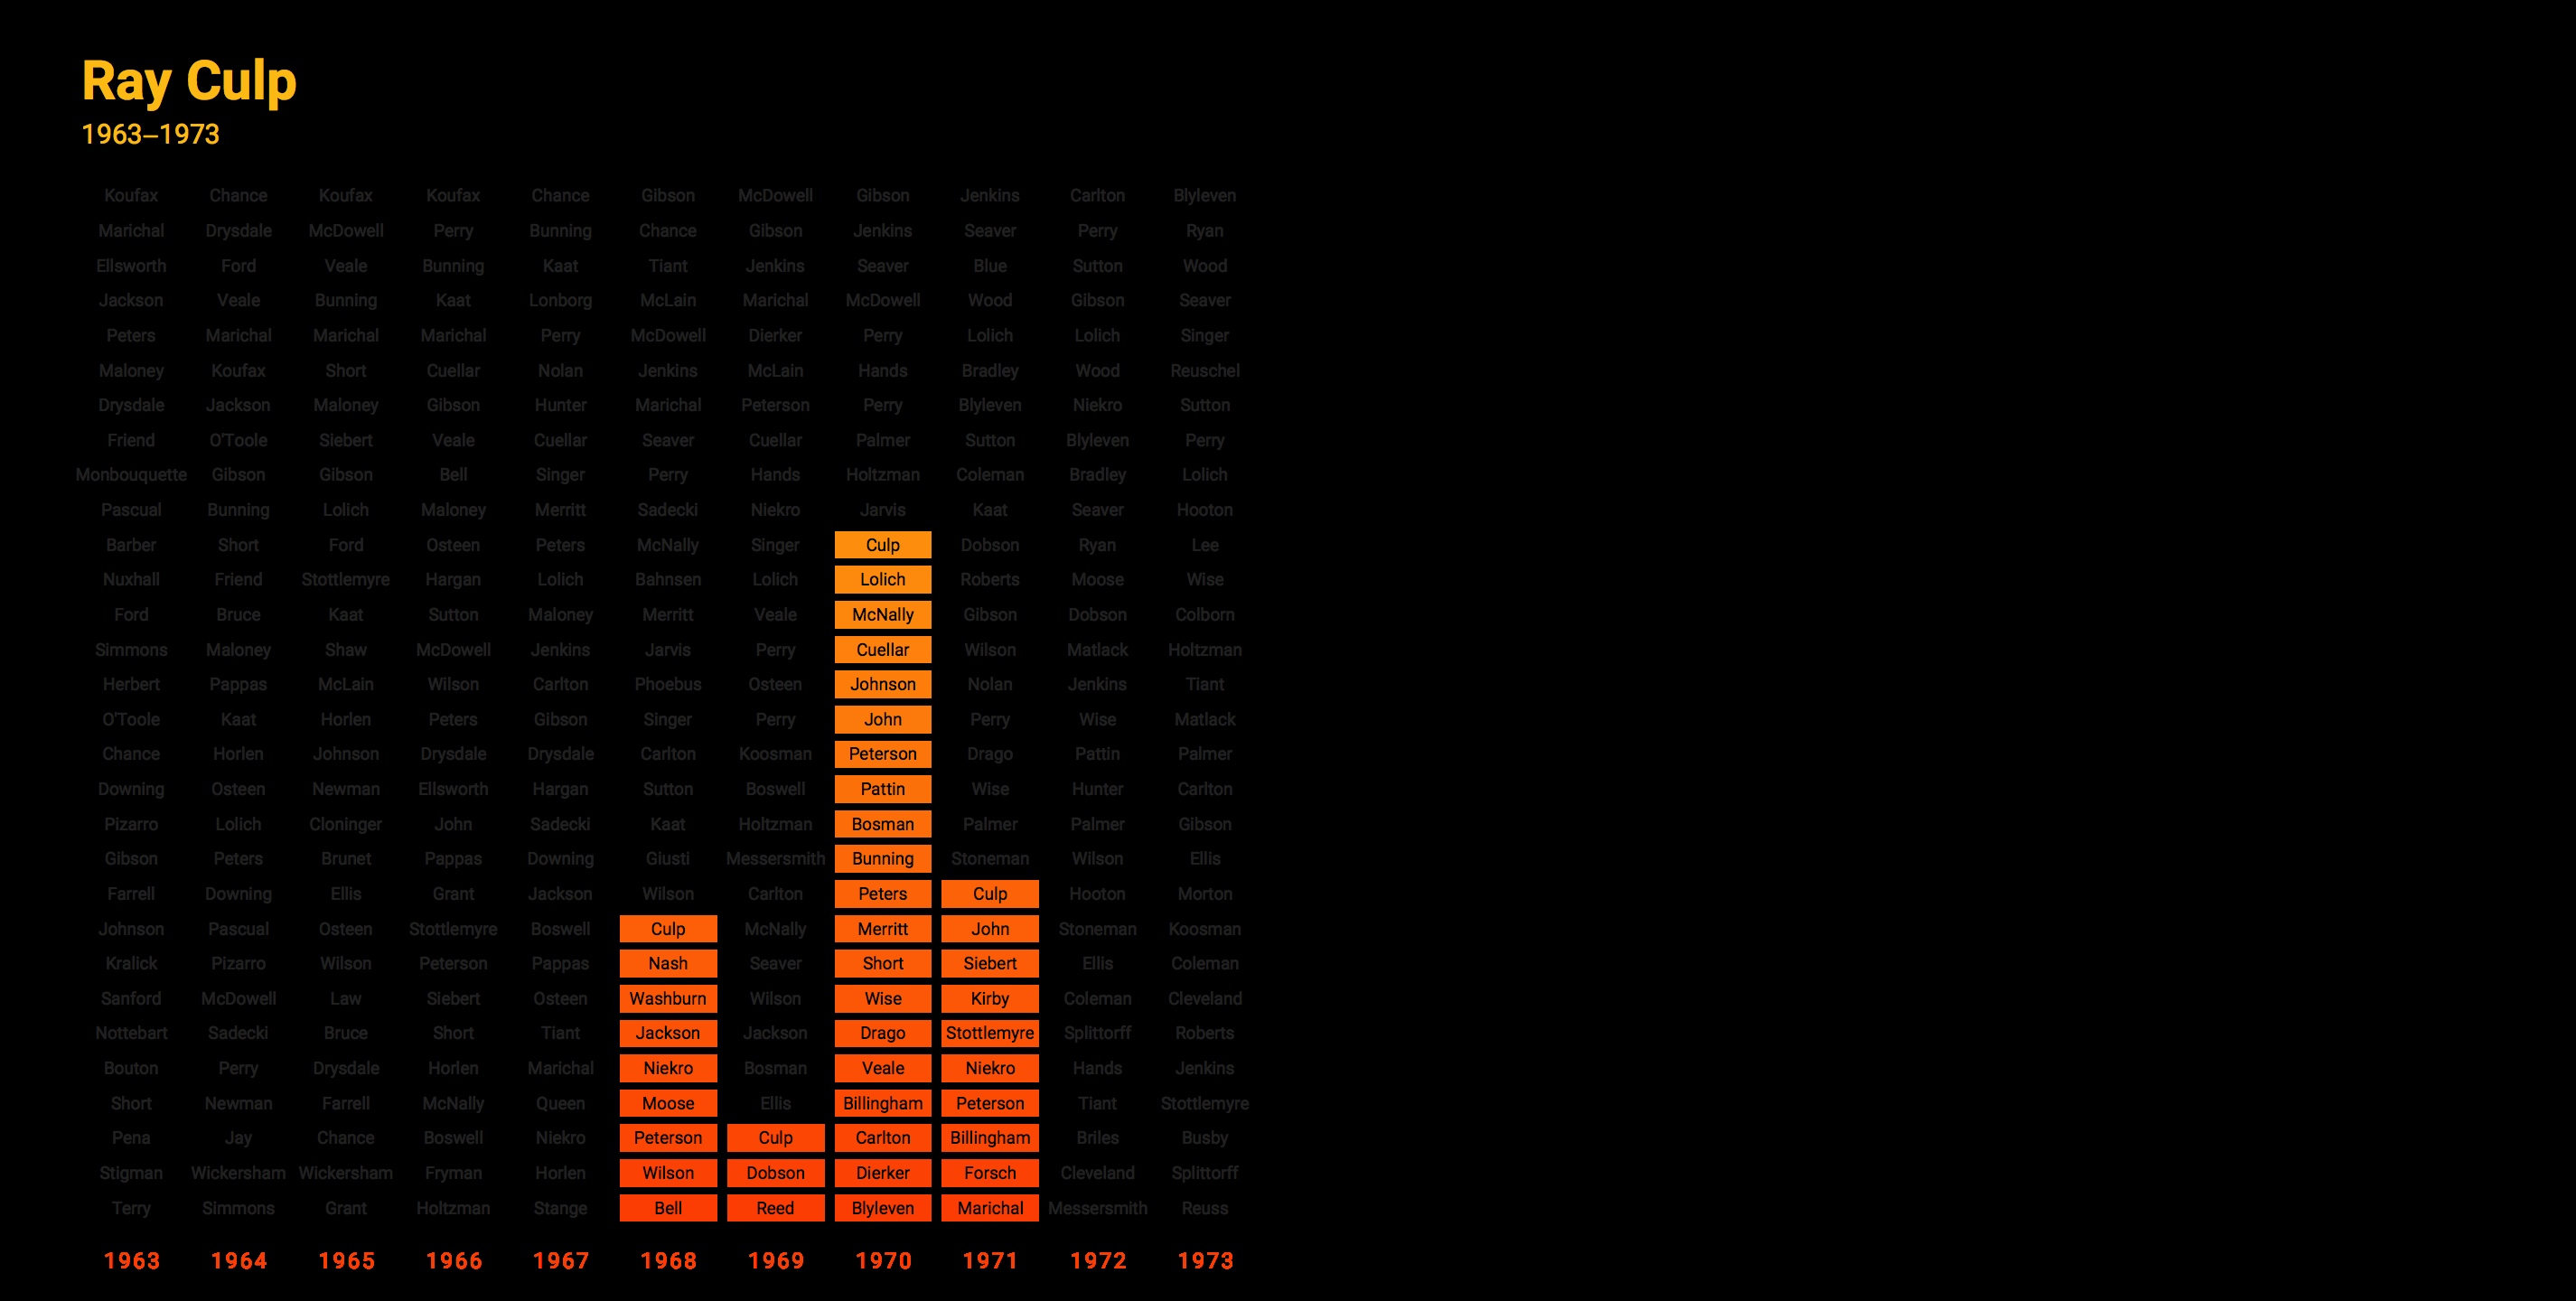 Ray Culp
1963–1973
Koufax Chance Koufax Koufax Chance Gibson McDowell Gibson Jenkins Carlton Blyleven
Marichal Drysdale McDowell Perry Bunning Chance Gibson Jenkins Seaver Perry Ryan
Ellsworth Ford Veale Bunning Kaat Tiant Jenkins Seaver Blue Sutton Wood
Jackson Veale Bunning Kaat Lonborg McLain Marichal McDowell Wood Gibson Seaver
Peters Marichal Marichal Marichal Perry McDowell Dierker Perry Lolich Lolich Singer
Maloney Koufax Short Cuellar Nolan Jenkins McLain Hands Bradley Wood Reuschel
Drysdale Jackson Maloney Gibson Hunter Marichal Peterson Perry Blyleven Niekro Sutton
Friend O'Toole Siebert Veale Cuellar Seaver Cuellar Palmer Sutton Blyleven Perry
Monbouquette Gibson Gibson Bell Singer Perry Hands Holtzman Coleman Bradley Lolich
Pascual Bunning Lolich Maloney Merritt Sadecki Niekro Jarvis Kaat Seaver Hooton
Barber Short Ford Osteen Peters McNally Singer Culp Dobson Ryan Lee
Nuxhall Friend Stottlemyre Hargan Lolich Bahnsen Lolich Lolich Roberts Moose Wise
Ford Bruce Kaat Sutton Maloney Merritt Veale McNally Gibson Dobson Colborn
Simmons Maloney Shaw McDowell Jenkins Jarvis Perry Cuellar Wilson Matlack Holtzman
Herbert Pappas McLain Wilson Carlton Phoebus Osteen Johnson Nolan Jenkins Tiant
O'Toole Kaat Horlen Peters Gibson Singer Perry John Perry Wise Matlack
Chance Horlen Johnson Drysdale Drysdale Carlton Koosman Peterson Drago Pattin Palmer
Downing Osteen Newman Ellsworth Hargan Sutton Boswell Pattin Wise Hunter Carlton
Pizarro Lolich Cloninger John Sadecki Kaat Holtzman Bosman Palmer Palmer Gibson
Gibson Peters Brunet Pappas Downing Giusti Messersmith Bunning Stoneman Wilson Ellis
Farrell Downing Ellis Grant Jackson Wilson Carlton Peters Culp Hooton Morton
Johnson Pascual Osteen Stottlemyre Boswell Culp McNally Merritt John Stoneman Koosman
Kralick Pizarro Wilson Peterson Pappas Nash Seaver Short Siebert Ellis Coleman
Sanford McDowell Law Siebert Osteen Washburn Wilson Wise Kirby Coleman Cleveland
Nottebart Sadecki Bruce Short Tiant Jackson Jackson Drago Stottlemyre Splittorff Roberts
Bouton Perry Drysdale Horlen Marichal Niekro Bosman Veale Niekro Hands Jenkins
Short Newman Farrell McNally Queen Moose Ellis Billingham Peterson Tiant Stottlemyre
Pena Jay Chance Boswell Niekro Peterson Culp Carlton Billingham Briles Busby
Stigman Wickersham Wickersham Fryman Horlen Wilson Dobson Dierker Forsch Cleveland Splittorff
Terry Simmons Grant Holtzman Stange Bell Reed Blyleven Marichal Messersmith Reuss
1963 1964 1965 1966 1967 1968 1969 1970 1971 1972 1973